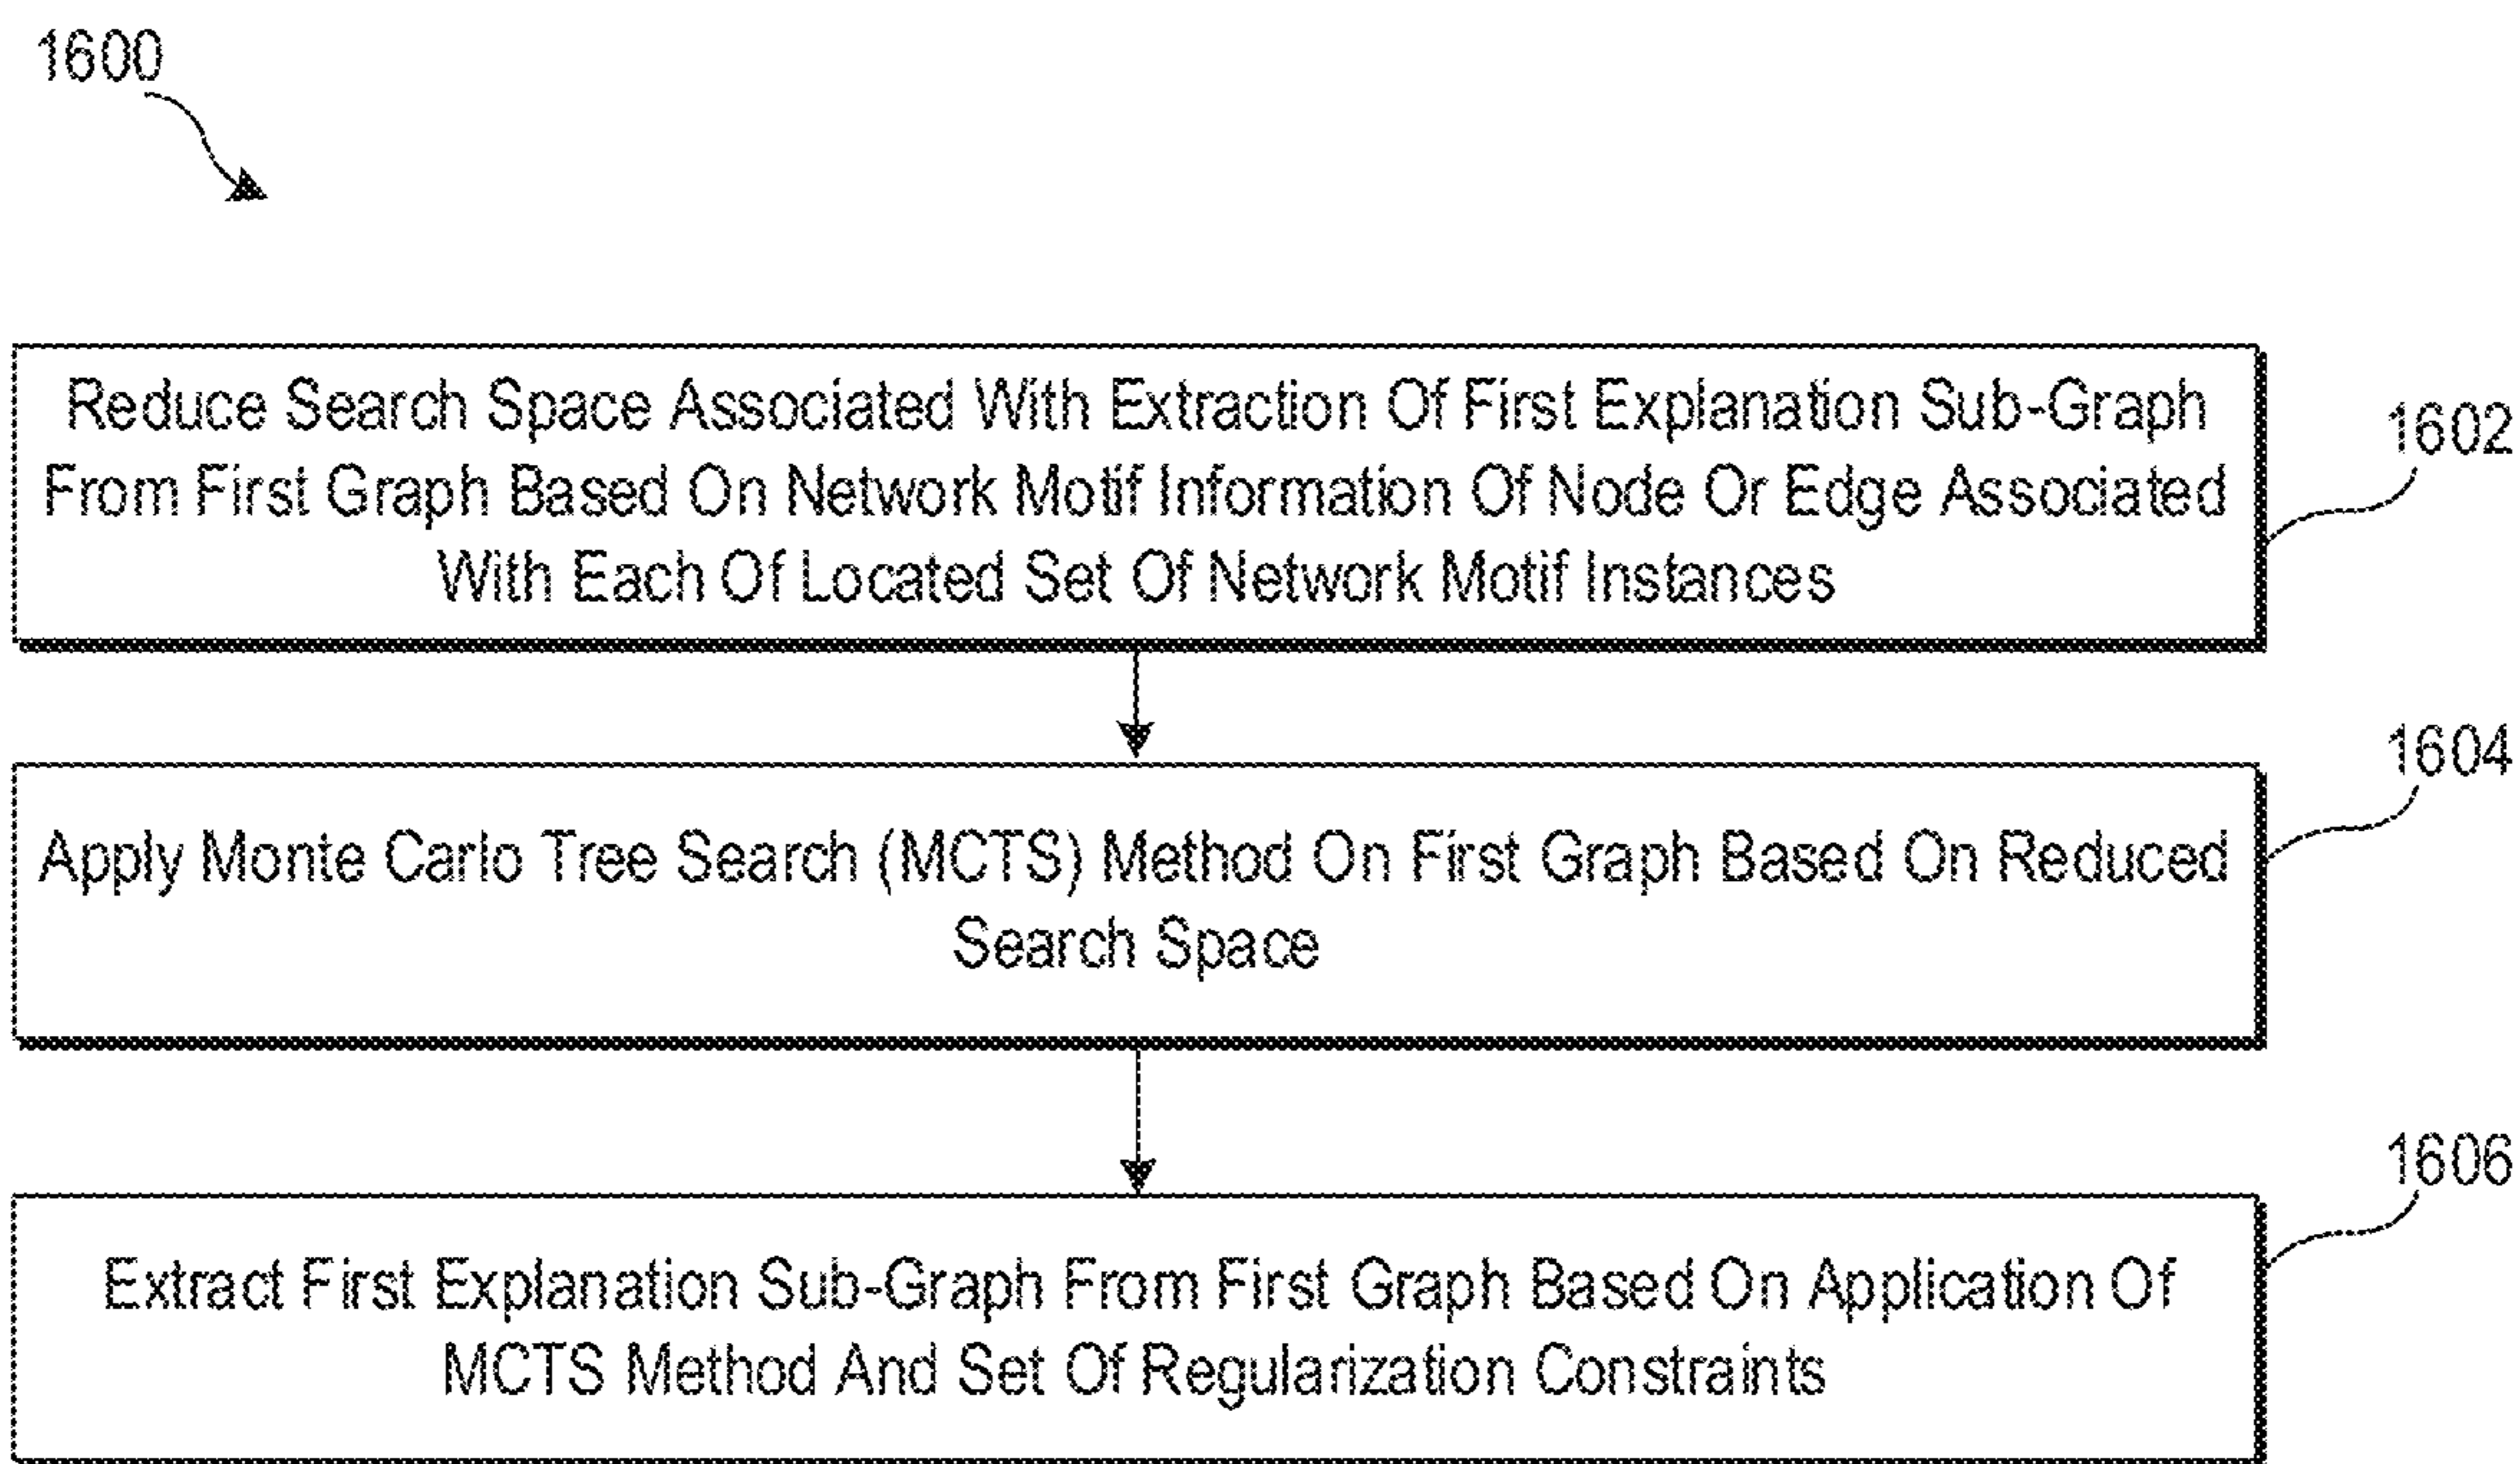 1600
Reduce Search Space Associated With Extraction Of First Explanation Sub-Graph
From First Graph Based On Network Motif Information Of Node Or Edge Associated
With Each Of Located Set Of Network Motif Instances
1602
Apply Monte Carlo Tree Search (MCTS) Method On First Graph Based On Reduced
Search Space
1604
Extract First Explanation Sub-Graph From First Graph Based On Application Of
MCTS Method And Set Of Regularization Constraints
1606